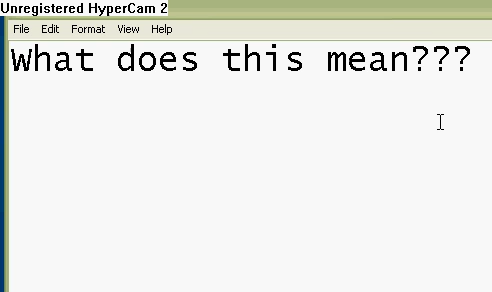 Unregistered HyperCam 2
File Edit Format View Help
What does this mean???